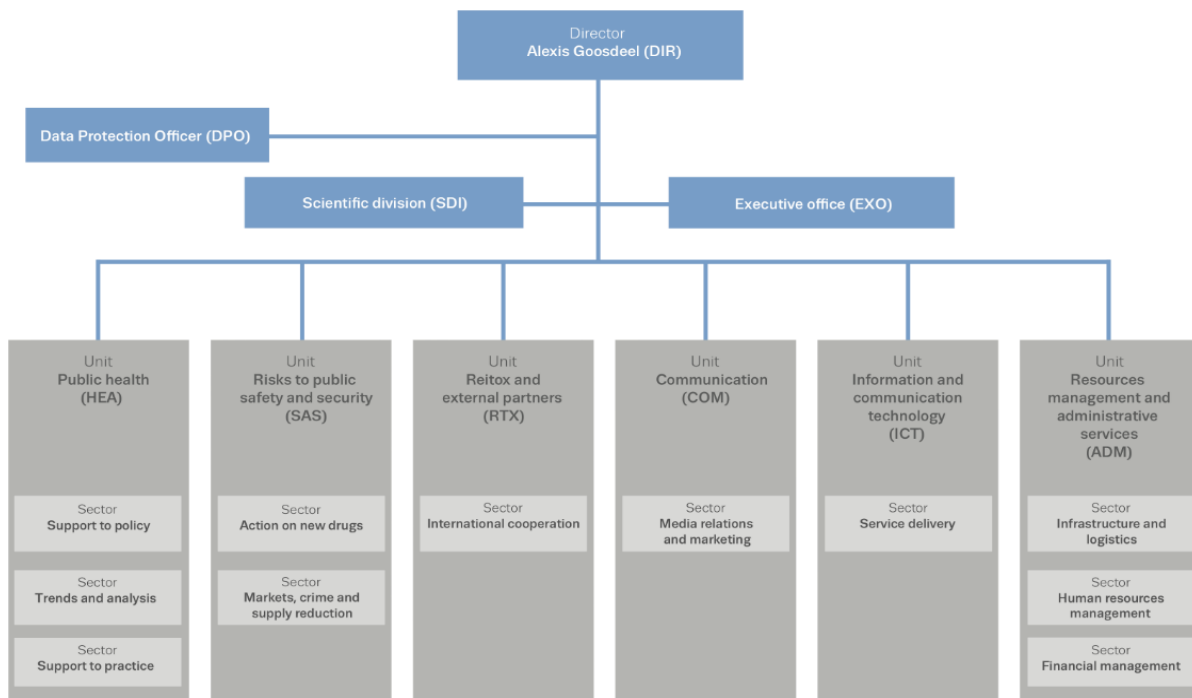 Director
Alexis Goosdeel (DIR)
Data Protection Officer (DPO)
Scientific division (SDI)
Executive office (EXO)
Unit
Public health
(HEA)
Sector
Support to policy
Sector
Trends and analysis
Sector
Support to practice
Unit
Risks to public
safety and security
(SAS)
Sector
Action on new drugs
Sector
Markets, crime and
supply reduction
Unit
Reitox and
external partners
(RTX)
Sector
International cooperation
Unit
Communication
(COM)
Sector
Media relations
and marketing
Unit
Information and
communication
technology
(ICT)
Sector
Service delivery
Unit
Resources
management and
administrative
services
(ADM)
Sector
Infrastructure and
logistics
Sector
Human resources
management
Sector
Financial management